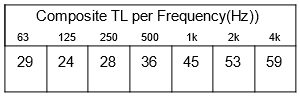 Composite TL per Frequency(Hz))
63 125 250 500 1k 2k 4k
29 24 28 36 45 53 59